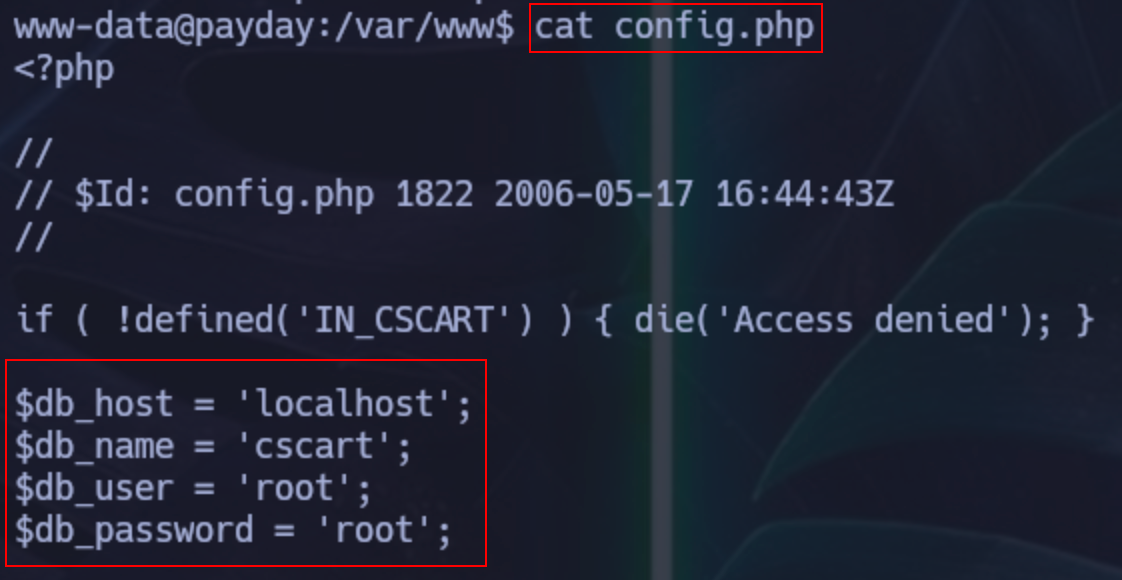 www-data@payday:/var/www$ cat config.php
<?php
//
// $Id: config.php 1822 2006-05-17 16:44:43Z
//
if ( !defined('IN_CSCART') ) { die('Access denied'); }
$db_host = 'localhost';
$db_name = 'cscart';
$db_user = 'root';
$db_password = 'root';